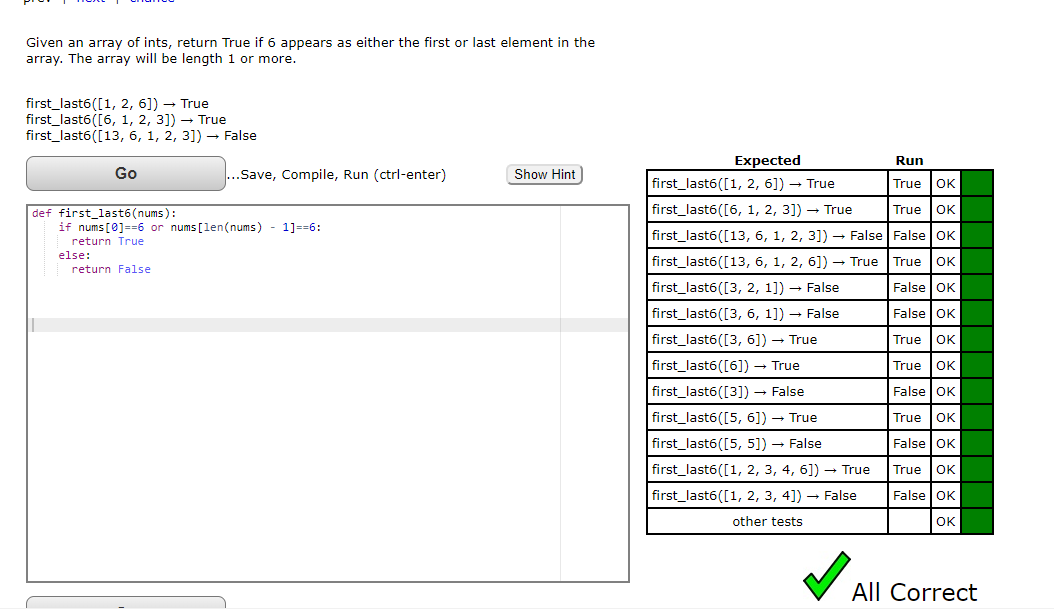 prev | next | chance
Given an array of ints, return True if 6 appears as either the first or last element in the
array. The array will be length 1 or more.
first_last6([1, 2, 6]) → True
first_last6([6, 1, 2, 3]) → True
first_last6([13, 6, 1, 2, 3]) → False
Go
...Save, Compile, Run (ctrl-enter)
Show Hint
def first_last6(nums):
    if nums[0]==6 or nums[len(nums) - 1]==6:
      return True
    else:
      return False
Expected Run
first_last6([1, 2, 6]) → True True OK
first_last6([6, 1, 2, 3]) → True True OK
first_last6([13, 6, 1, 2, 3]) → False False OK
first_last6([13, 6, 1, 2, 6]) → True True OK
first_last6([3, 2, 1]) → False False OK
first_last6([3, 6, 1]) → False False OK
first_last6([3, 6]) → True True OK
first_last6([6]) → True True OK
first_last6([3]) → False False OK
first_last6([5, 6]) → True True OK
first_last6([5, 5]) → False False OK
first_last6([1, 2, 3, 4, 6]) → True True OK
first_last6([1, 2, 3, 4]) → False False OK
other tests OK
All Correct